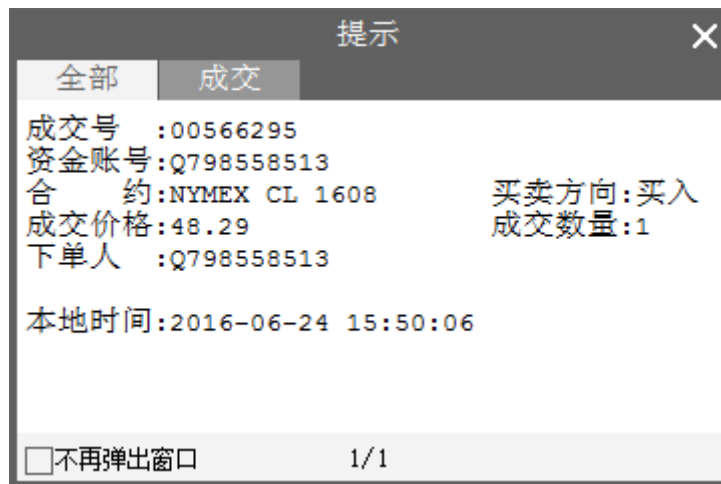 提示
全部 成交
成交号 :00566295
资金账号:Q798558513
合 约:NYMEX CL 1608 买卖方向:买入
成交价格:48.29 成交数量:1
下单人 :Q798558513
本地时间:2016-06-24 15:50:06
不再弹出窗口 1/1